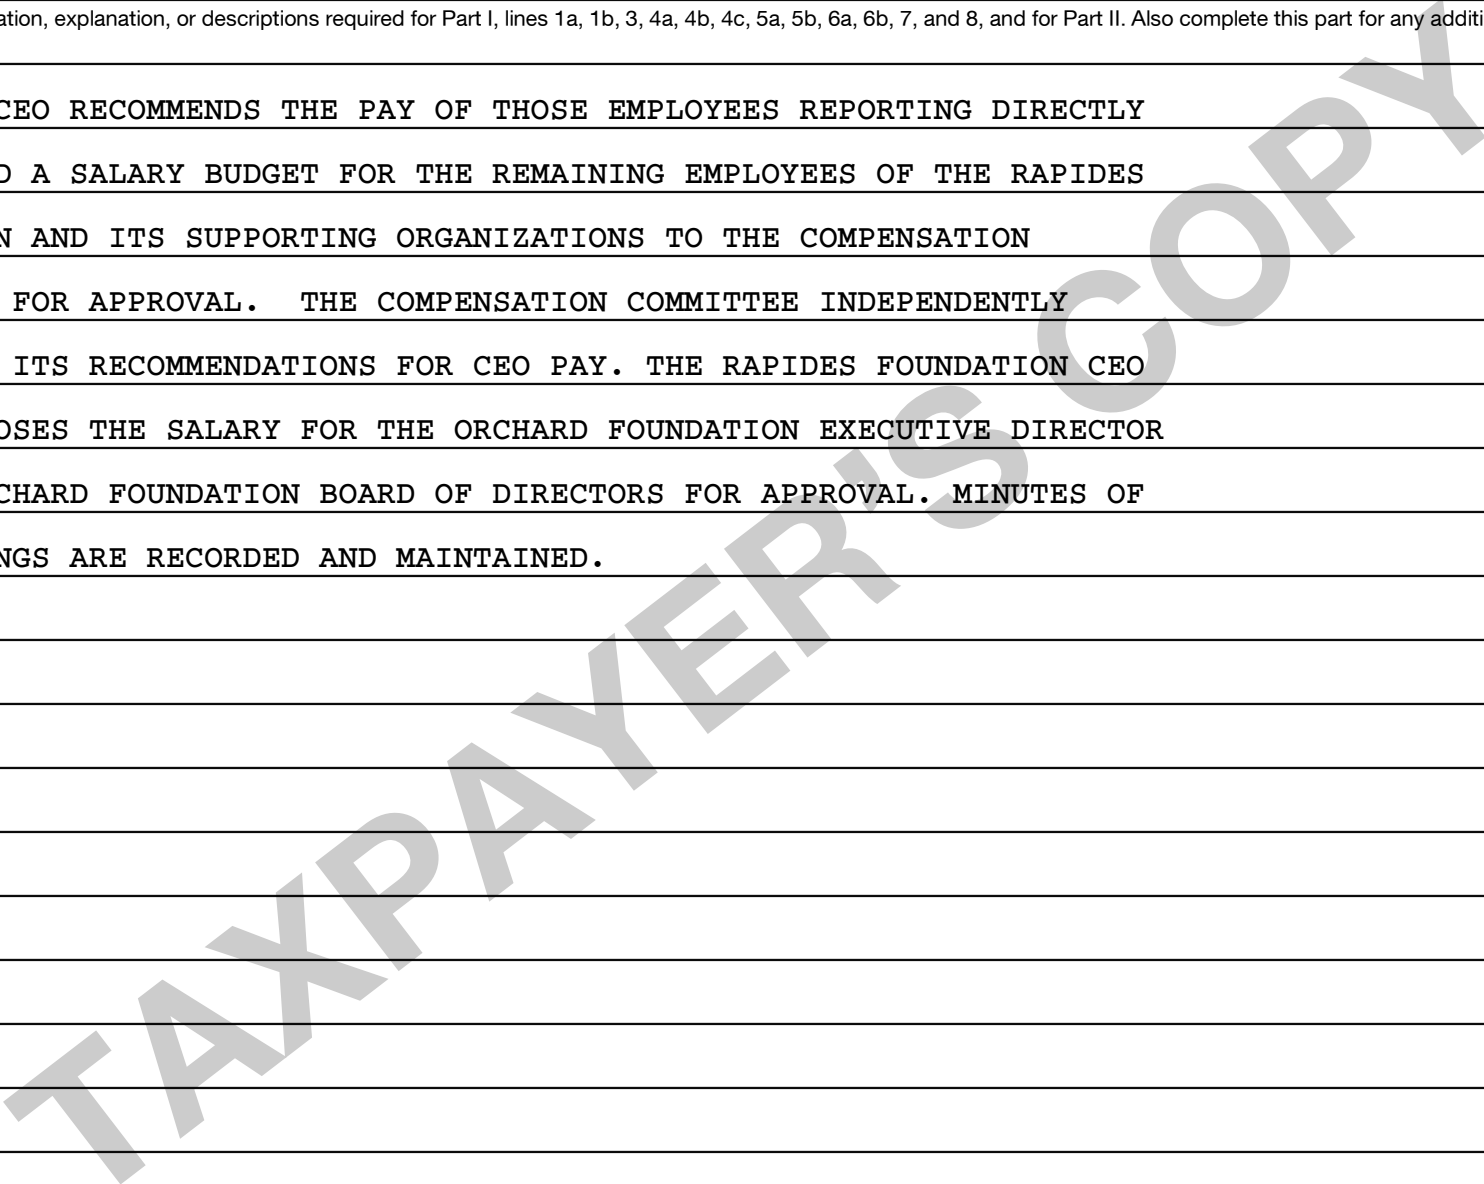 ation, explanation, or descriptions required for Part I, lines 1a, 1b, 3, 4a, 4b, 4c, 5a, 5b, 6a, 6b, 7, and 8, and for Part II. Also complete this part for any additi
CEO RECOMMENDS THE PAY OF THOSE EMPLOYEES REPORTING DIRECTLY
D A SALARY BUDGET FOR THE REMAINING EMPLOYEES OF THE RAPIDES
N AND ITS SUPPORTING ORGANIZATIONS TO THE COMPENSATION
FOR APPROVAL.  THE COMPENSATION COMMITTEE INDEPENDENTLY
ITS RECOMMENDATIONS FOR CEO PAY. THE RAPIDES FOUNDATION CEO
OSES THE SALARY FOR THE ORCHARD FOUNDATION EXECUTIVE DIRECTOR
CHARD FOUNDATION BOARD OF DIRECTORS FOR APPROVAL. MINUTES OF
NGS ARE RECORDED AND MAINTAINED.
TAXPAYER'S COPY